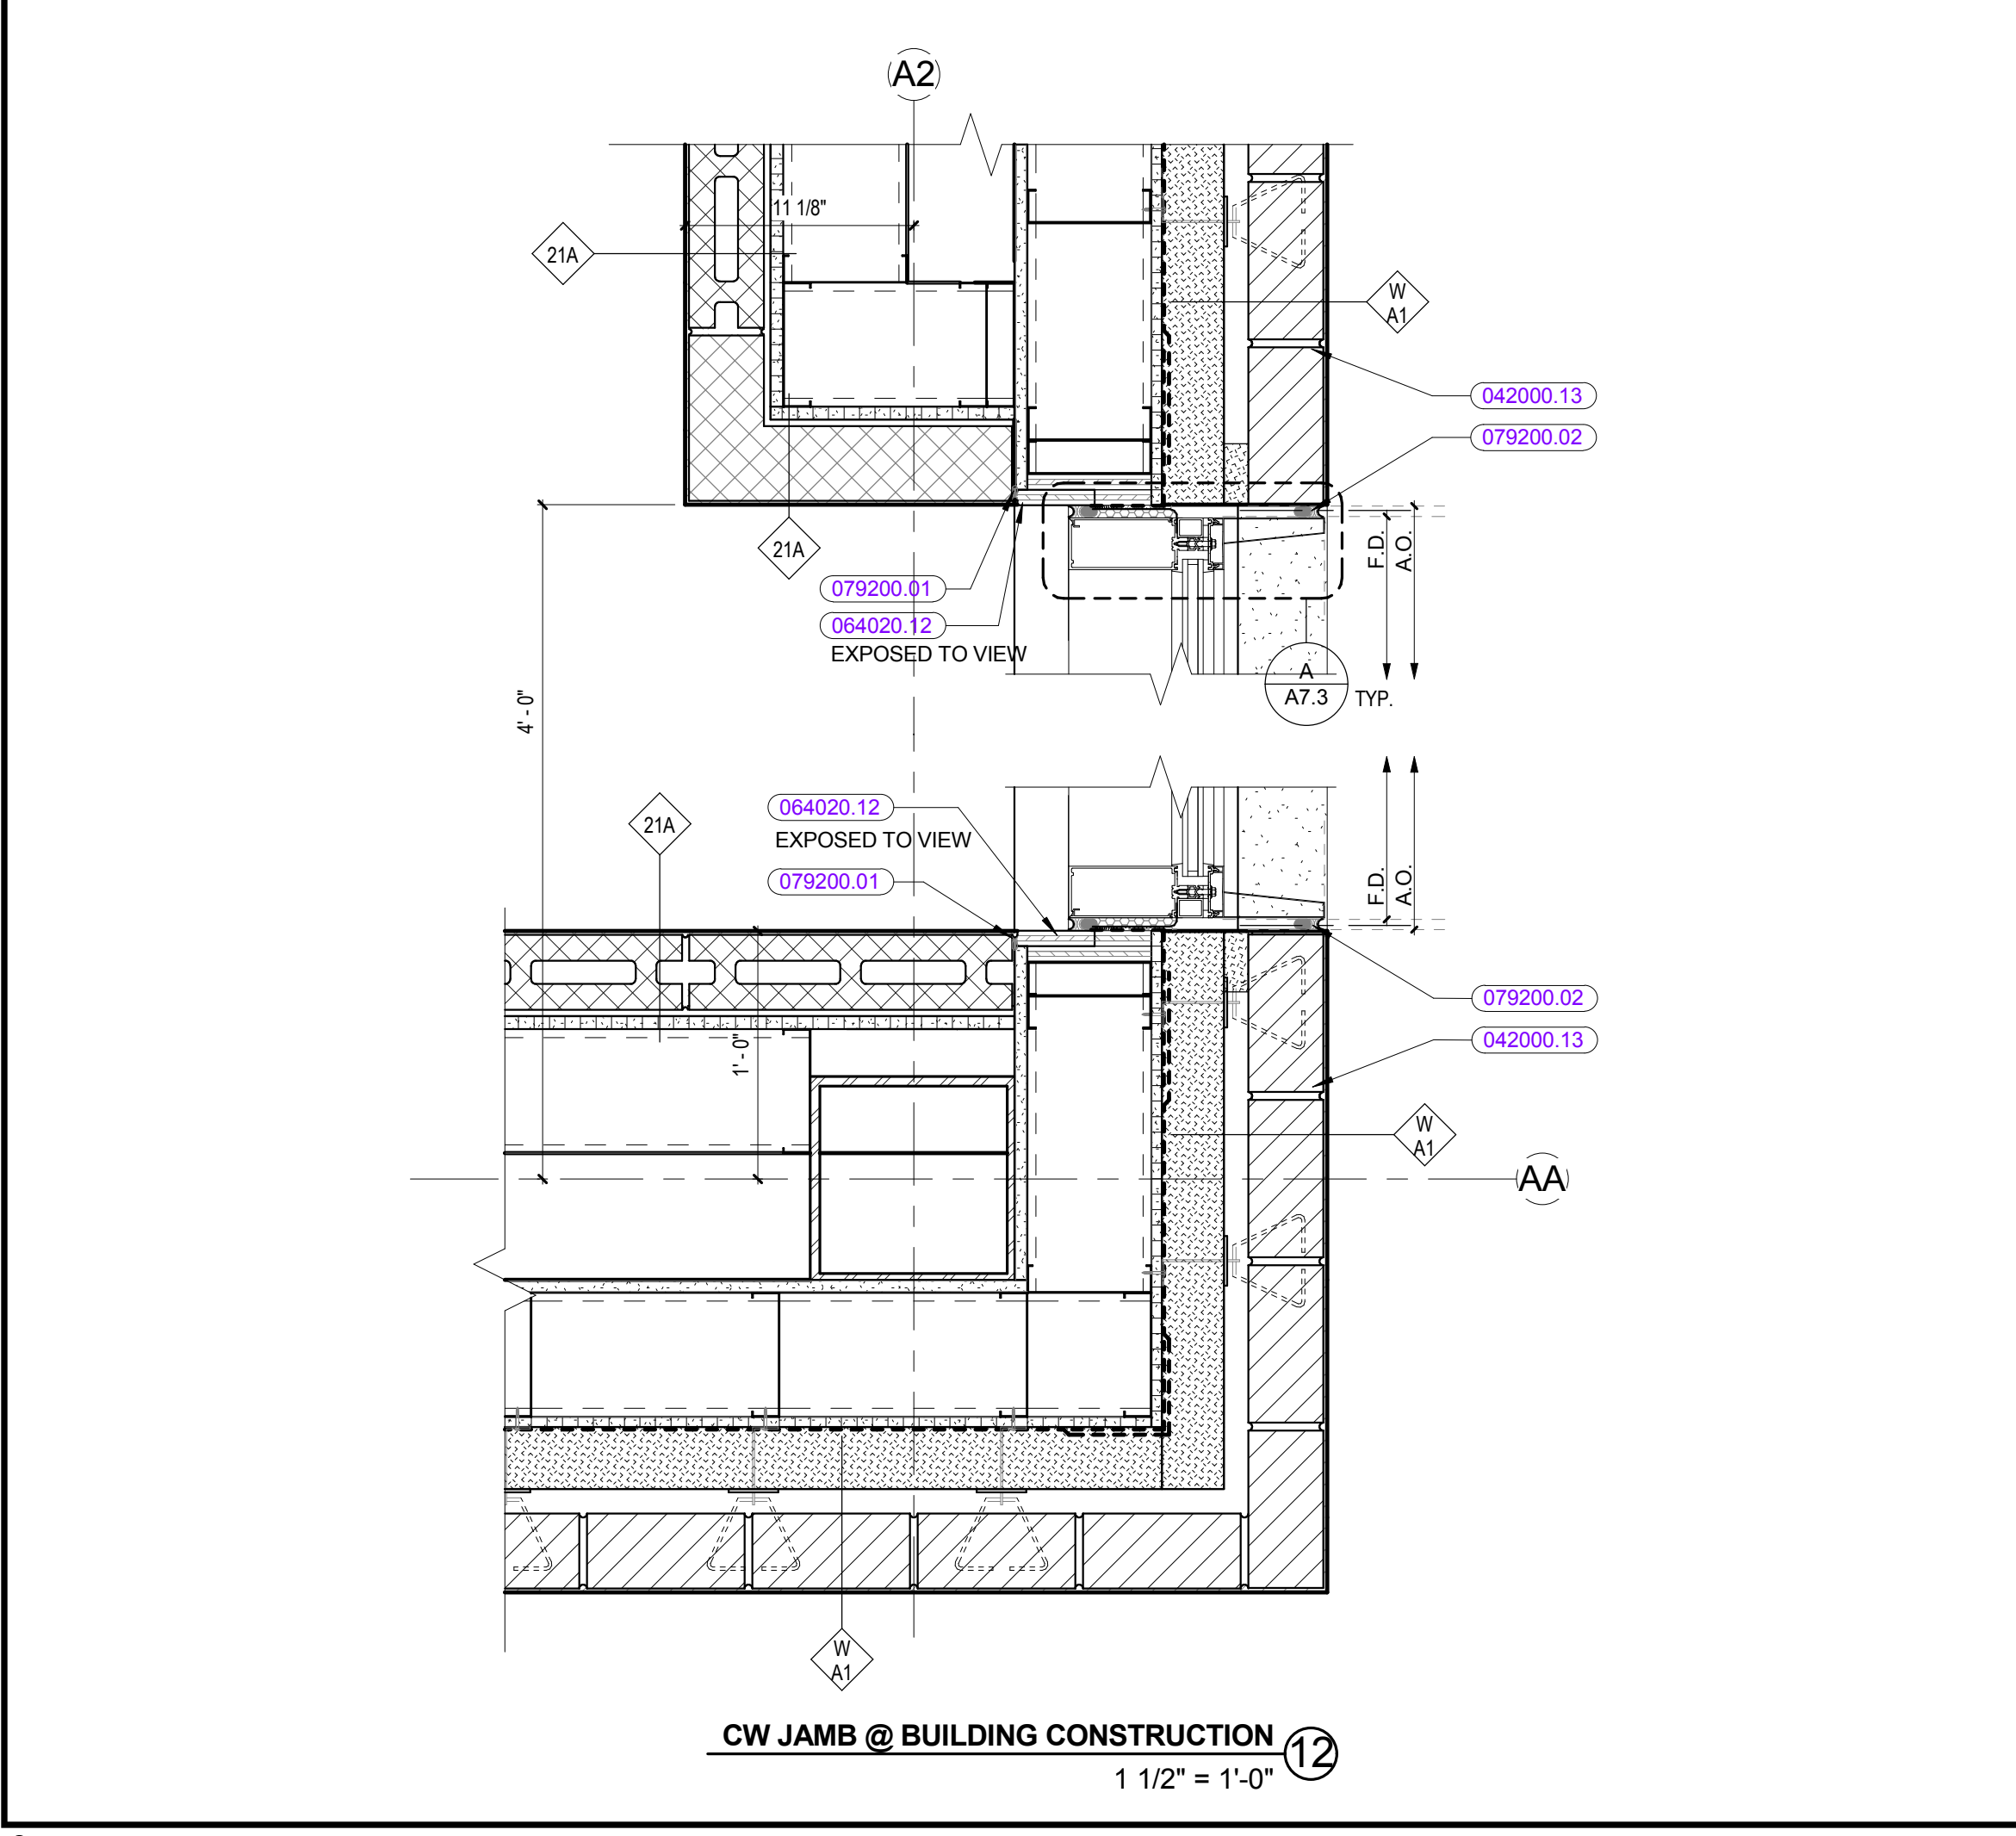 A2
11 1/8"
21A
W
A1
042000.13
079200.02
21A
079200.01
064020.12
EXPOSED TO VIEW
F.D.
A.O.
A
A7.3
TYP.
4' - 0"
064020.12
EXPOSED TO VIEW
21A
079200.01
F.D.
A.O.
079200.02
042000.13
1' - 0"
W
A1
AA
W
A1
CW JAMB @ BUILDING CONSTRUCTION
12
1 1/2" = 1'-0"